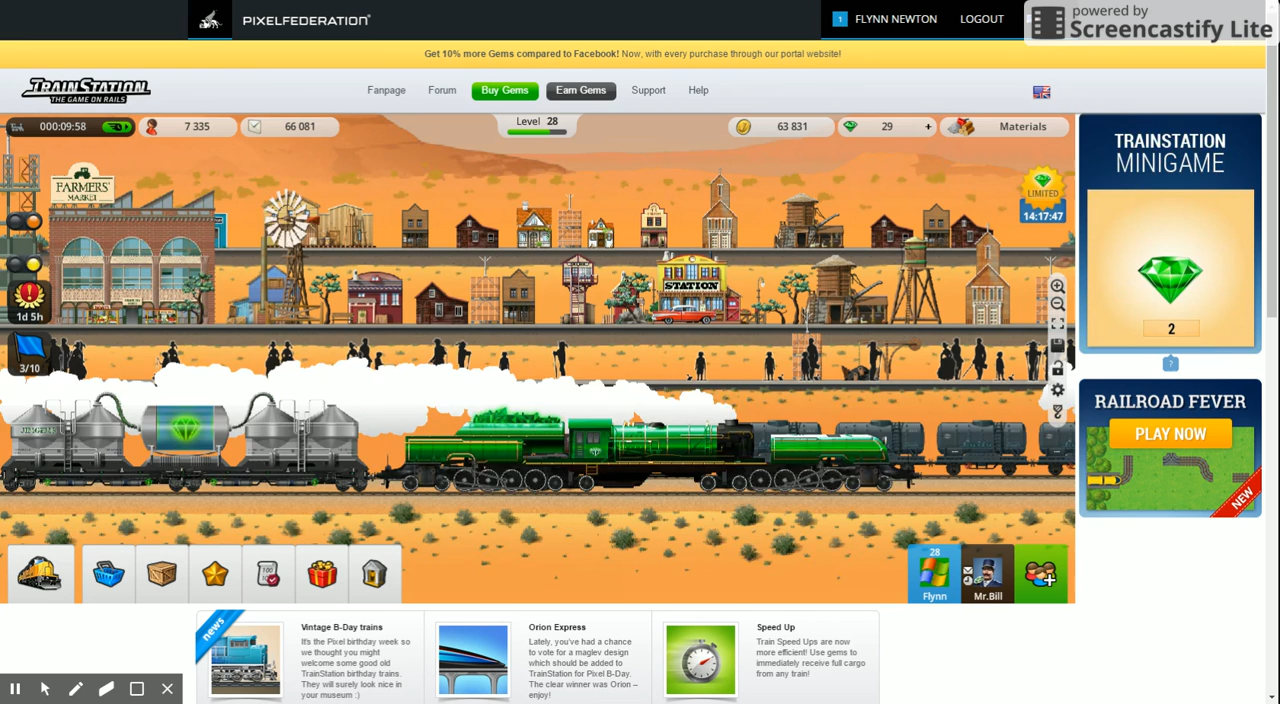 PIXELFEDERATION®
1 FLYNN NEWTON LOGOUT
powered by
Screencastify Lite
Get 10% more Gems compared to Facebook! Now, with every purchase through our portal website!
TRAINSTATION
THE GAME ON RAILS
Fanpage Forum Buy Gems Earn Gems Support Help
000:09:58 7 335 66 081 Level 28 63 831 29 + Materials
FARMERS'
MARKET
LIMITED
14:17:47
STATION
1d 5h
3/10
TRAINSTATION
MINIGAME
2
?
RAILROAD FEVER
PLAY NOW
NEW
28
Flynn
Mr.Bill
news
Vintage B-Day trains
It's the Pixel birthday week so
we thought you might
welcome some good old
TrainStation birthday trains.
They will surely look nice in
your museum :)
Orion Express
Lately, you've had a chance
to vote for a maglev design
which should be added to
TrainStation for Pixel B-Day.
The clear winner was Orion –
enjoy!
Speed Up
Train Speed Ups are now
more efficient! Use gems to
immediately receive full cargo
from any train!